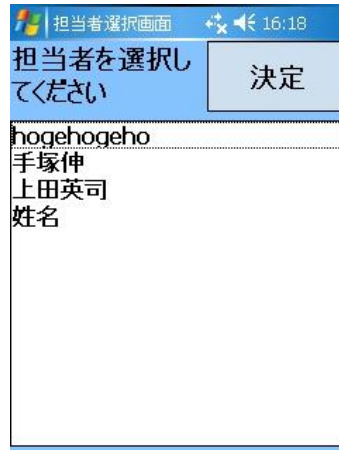 担当者選択画面 16:18
担当者を選択し
てください
決定
hogehogeho
手塚伸
上田英司
姓名